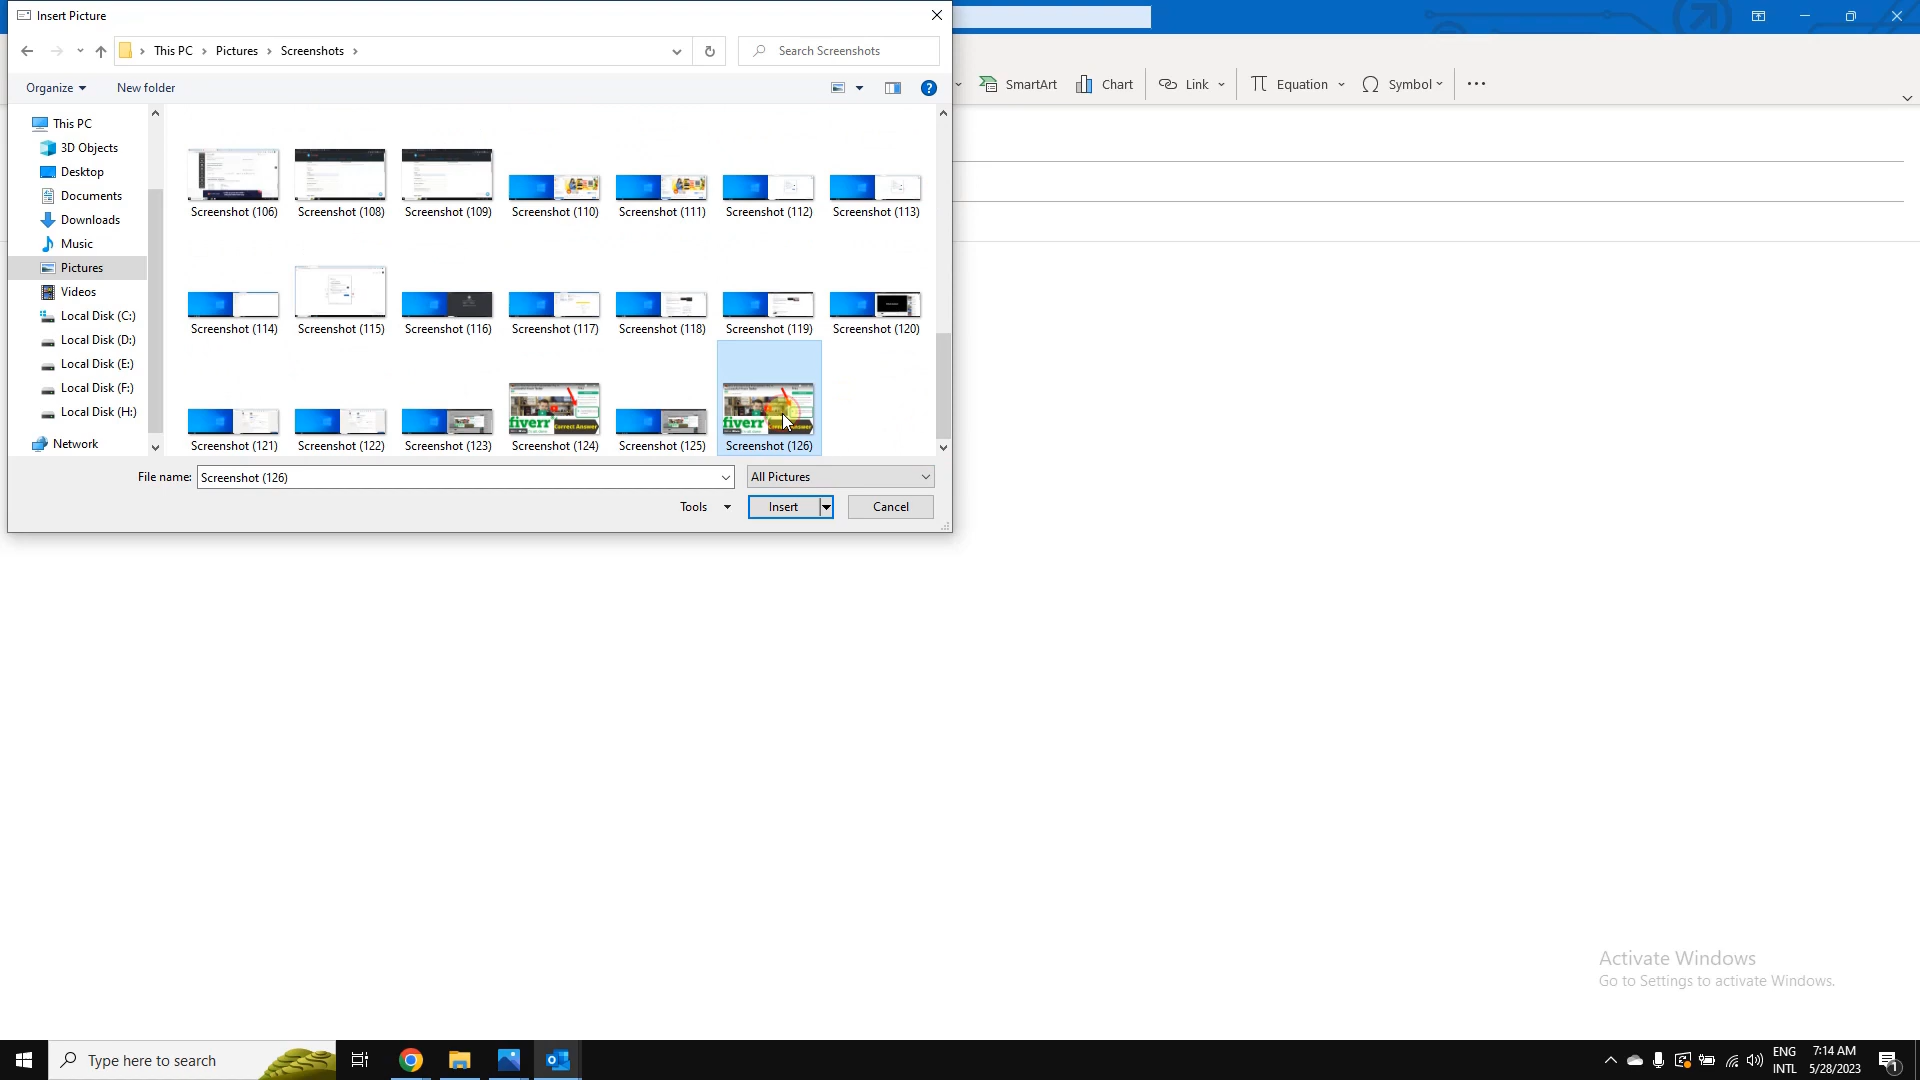 Insert Picture
This PC
Pictures
Screenshots
Search Screenshots
Organize
New folder
SmartArt
Chart
Link
Equation
Symbol
This PC
3D Objects
Desktop
Documents
Downloads
Music
Pictures
Videos
Local Disk (C:)
Local Disk (D:)
Local Disk (E:)
Local Disk (F:)
Local Disk (H:)
Network
Screenshot (106)
Screenshot (108)
Screenshot (109)
Screenshot (110)
Screenshot (111)
Screenshot (112)
Screenshot (113)
Screenshot (114)
Screenshot (115)
Screenshot (116)
Screenshot (117)
Screenshot (118)
Screenshot (119)
Screenshot (120)
fiverr
Correct Answer
fiverr
Correct Answer
Screenshot (121)
Screenshot (122)
Screenshot (123)
Screenshot (124)
Screenshot (125)
Screenshot (126)
File name:
Screenshot (126)
All Pictures
Tools
Insert
Cancel
Activate Windows
Go to Settings to activate Windows.
Type here to search
ENG
INTL
7:14 AM
5/28/2023
1